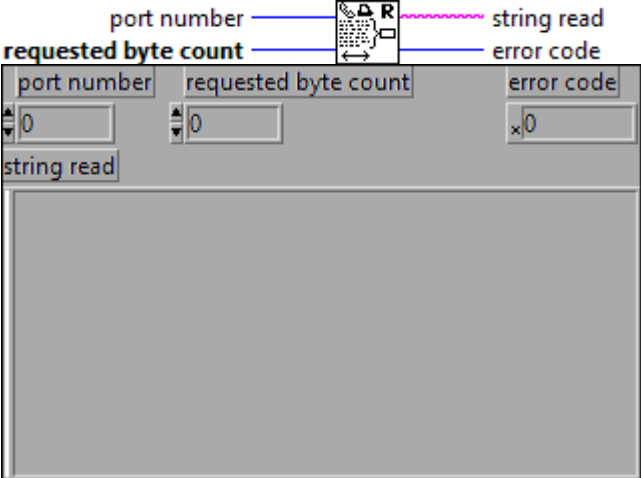 port number
R
string read
requested byte count
error code
port number
requested byte count
error code
0
0
x0
string read